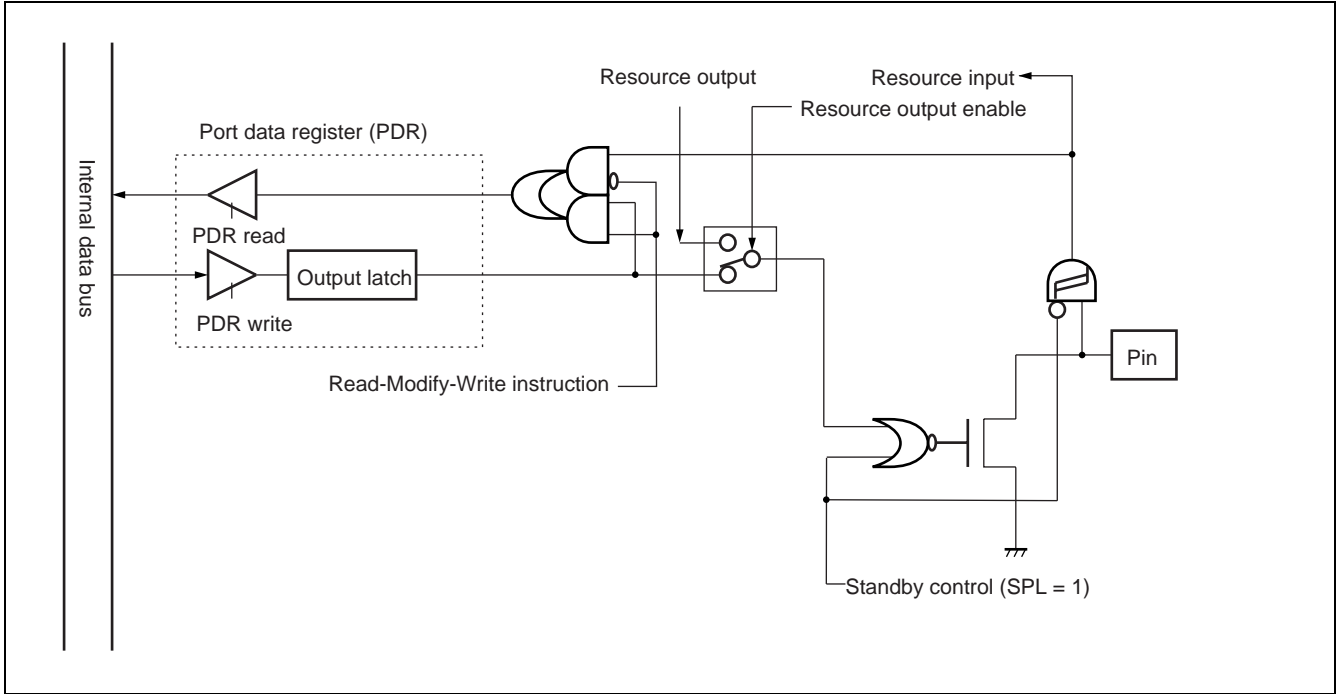 Resource output
Resource input
Resource output enable
Port data register (PDR)
Internal data bus
PDR read
Output latch
PDR write
Pin
Read-Modify-Write instruction
Standby control (SPL = 1)